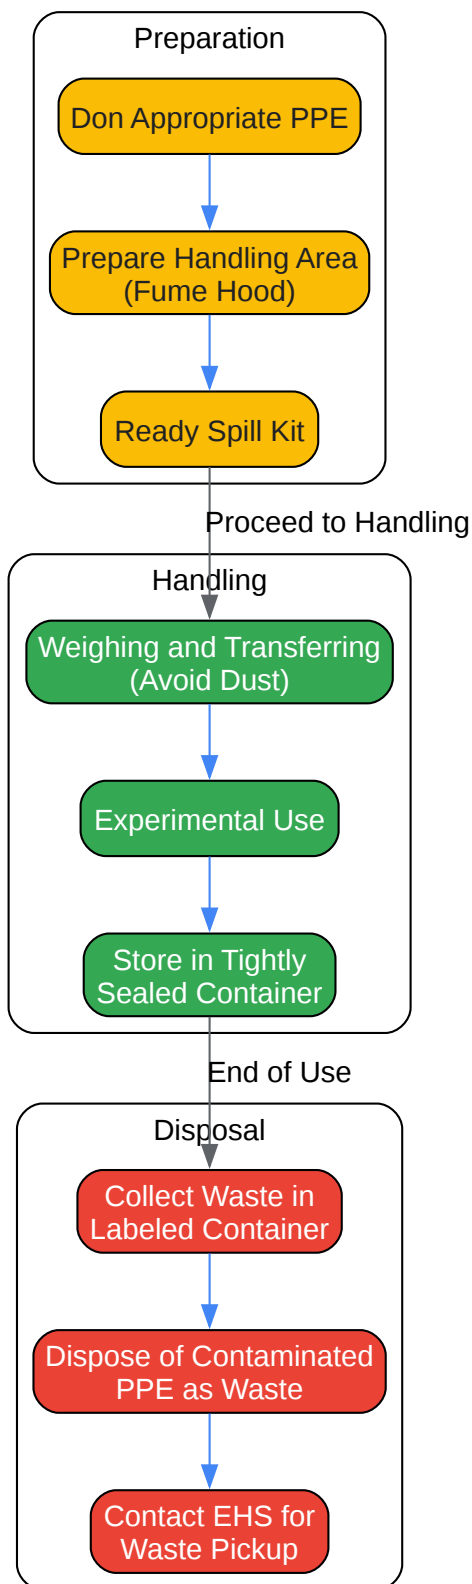 Preparation
Don Appropriate PPE
Prepare Handling Area
(Fume Hood)
Ready Spill Kit
Proceed to Handling
Handling
Weighing and Transferring
(Avoid Dust)
Experimental Use
Store in Tightly
Sealed Container
End of Use
Disposal
Collect Waste in
Labeled Container
Dispose of Contaminated
PPE as Waste
Contact EHS for
Waste Pickup